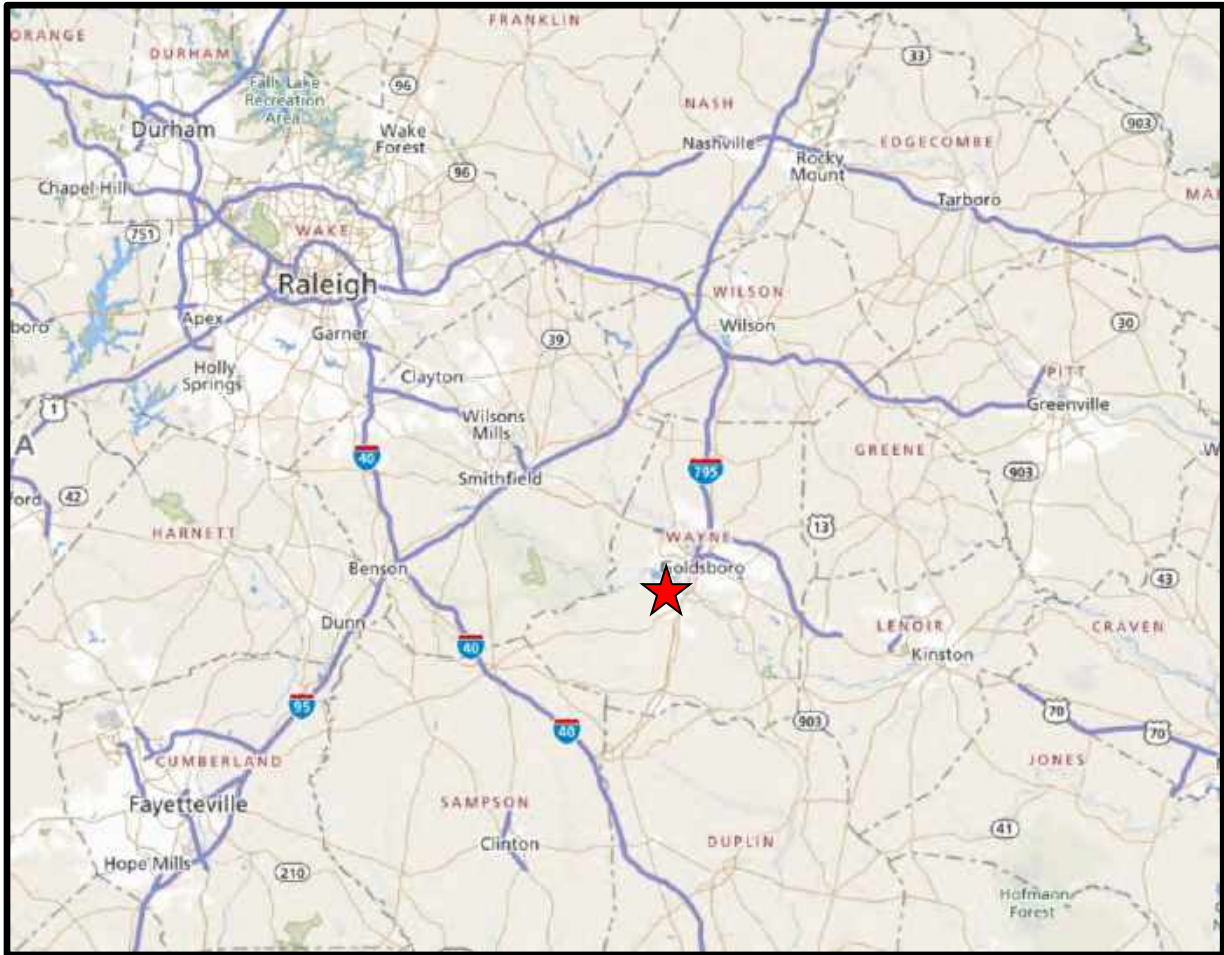 FRANKLIN
ORANGE
DURHAM
33
Falls Lake
Recreation
Area
96
NASH
903
Durham
Wake
Forest
Nashville
EDGECOMBE
Rocky
Mount
96
Chapel Hill
Tarboro
MA
751
WAKE
Raleigh
WILSON
Apex
boro
Garner
Wilson
30
39
Holly
Springs
Clayton
PITT
1
Wilsons
Mills
Greenville
A
GREENE
40
795
903
Smithfield
W
ford
42
HARNETT
13
WAYNE
Benson
Goldsboro
43
Dunn
LENOIR
CRAVEN
40
Kinston
95
70
903
40
70
CUMBERLAND
JONES
Fayetteville
SAMPSON
41
Clinton
DUPLIN
Hope Mills
210
Hofmann
Forest